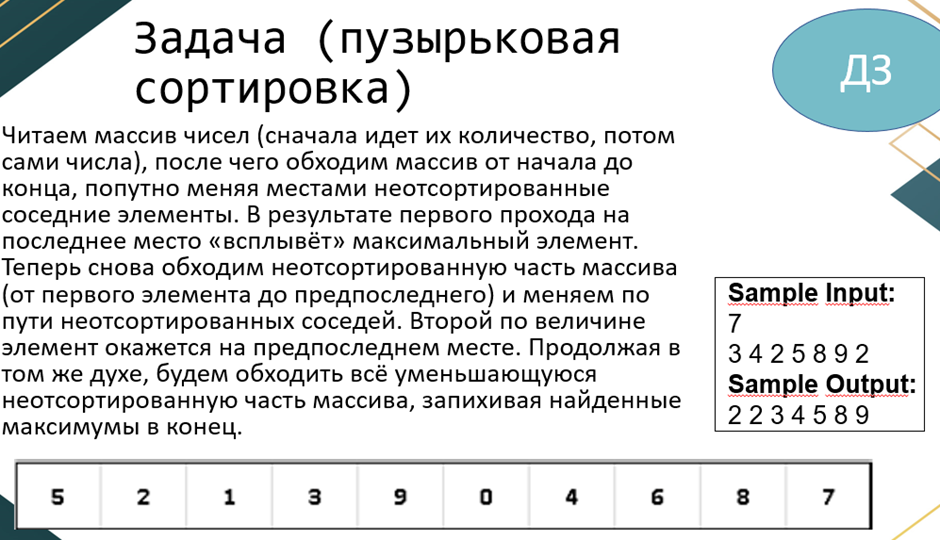 Задача (пузырьковая
сортировка)
ДЗ
Читаем массив чисел (сначала идет их количество, потом
сами числа), после чего обходим массив от начала до
конца, попутно меняя местами неотсортированные
соседние элементы. В результате первого прохода на
последнее место «всплывёт» максимальный элемент.
Теперь снова обходим неотсортированную часть массива
(от первого элемента до предпоследнего) и меняем по
пути неотсортированных соседей. Второй по величине
элемент окажется на предпоследнем месте. Продолжая в
том же духе, будем обходить всё уменьшающуюся
неотсортированную часть массива, запихивая найденные
максимумы в конец.
Sample Input:
7
3 4 2 5 8 9 2
Sample Output:
2 2 3 4 5 8 9
5 2 1 3 9 0 4 6 8 7